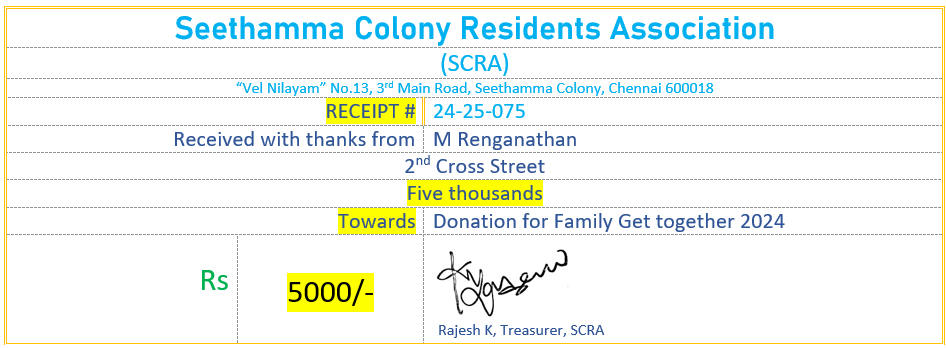 Seethamma Colony Residents Association
(SCRA)
“Vel Nilayam” No.13, 3rd Main Road, Seethamma Colony, Chennai 600018
RECEIPT # 24-25-075
Received with thanks from M Renganathan
2nd Cross Street
Five thousands
Towards Donation for Family Get together 2024
Rs 5000/-
Rajesh K, Treasurer, SCRA